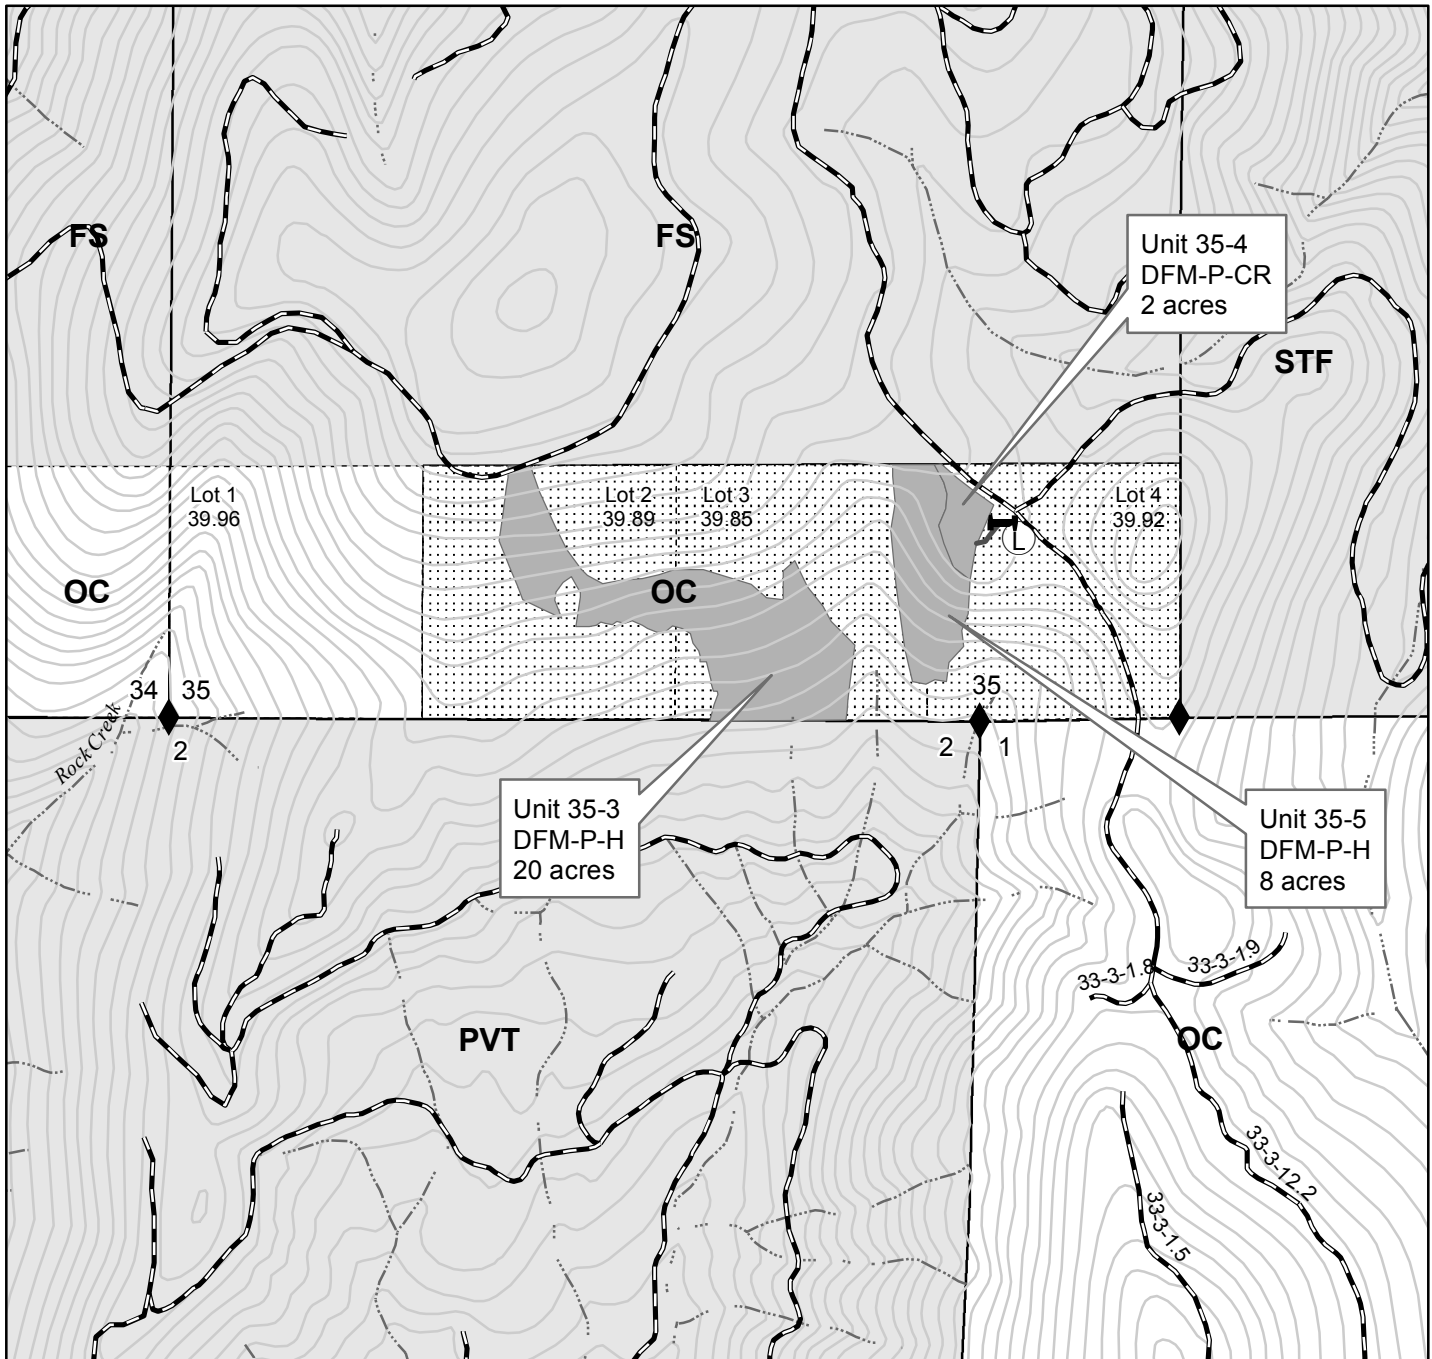 FS
FS
Unit 35-4
DFM-P-CR
2 acres
STF
Lot 1
39.96
Lot 2
39.89
Lot 3
39.85
Lot 4
39.92
L
OC
OC
34
35
35
Rock Creek
2
2
1
Unit 35-3
DFM-P-H
20 acres
Unit 35-5
DFM-P-H
8 acres
33-3-1.8
33-3-1.9
PVT
OC
33-3-12.2
33-3-1.5